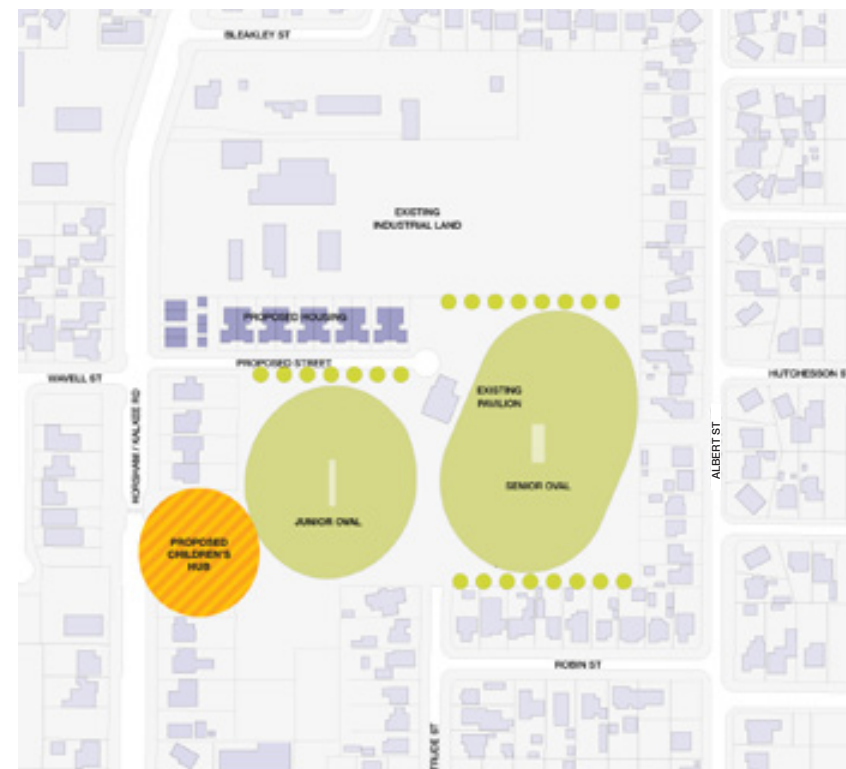 BLEAKLEY ST
EXISTING
INDUSTRIAL LAND
PROPOSED HOUSING
PROPOSED STREET
WAVELL ST
HUTCHESSON S
HORSHAM / KALKEE RD
EXISTING
PAVILION
ALBERT ST
SENIOR OVAL
JUNIOR OVAL
PROPOSED
CHILDREN'S
HUB
ROBIN ST
TRUDE ST